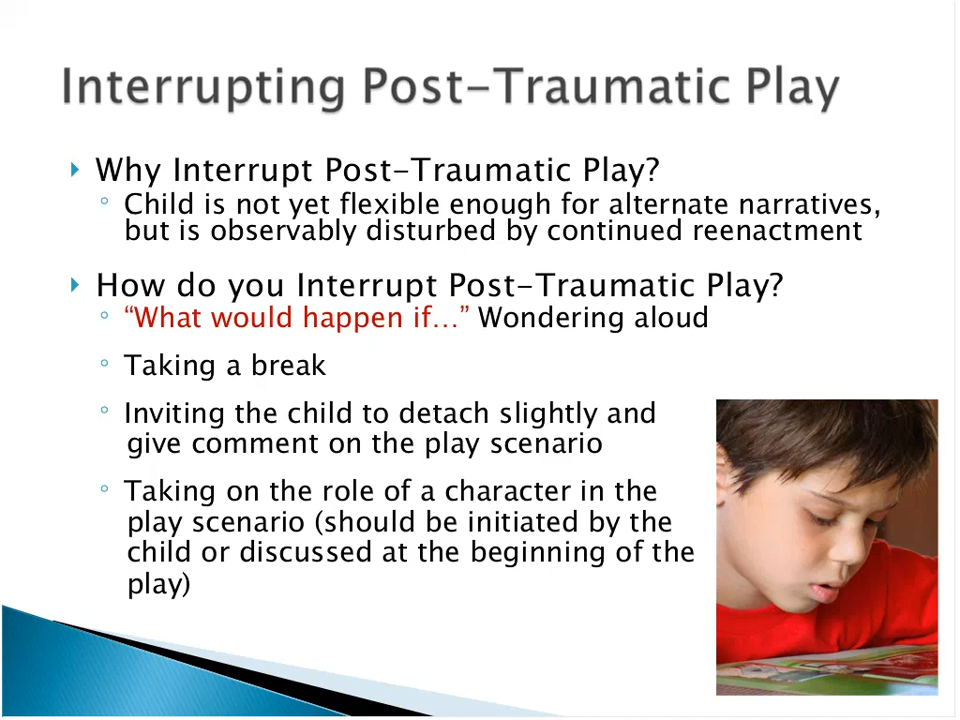 Interrupting Post-Traumatic Play
Why Interrupt Post-Traumatic Play?
Child is not yet flexible enough for alternate narratives,
but is observably disturbed by continued reenactment
How do you Interrupt Post-Traumatic Play?
“What would happen if…” Wondering aloud
Taking a break
Inviting the child to detach slightly and
give comment on the play scenario
Taking on the role of a character in the
play scenario (should be initiated by the
child or discussed at the beginning of the
play)